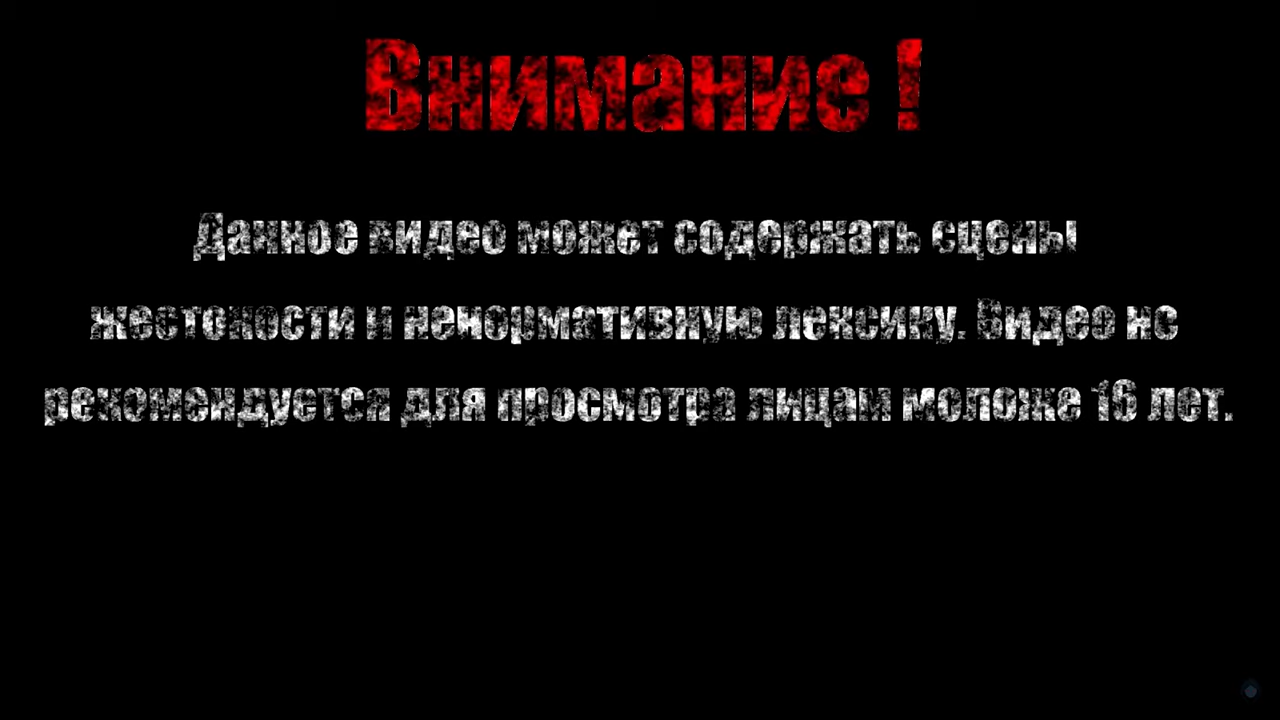 Внимание !
Данное видео может содержать сцены
жестокости и ненормативную лексику. Видео не
рекомендуется для просмотра лицам моложе 16 лет.